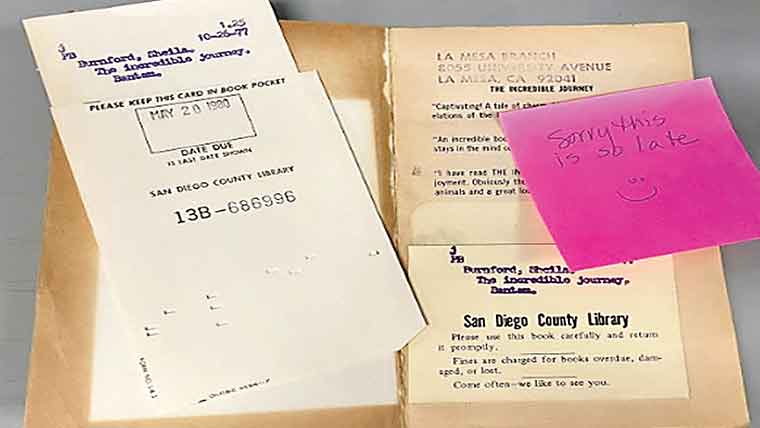 1.25
J
PB 10-26-77
Burnford, Sheila.
The incredible journey.
Bantam.
PLEASE KEEP THIS CARD IN BOOK POCKET
MAY 20 1980
DATE DUE
IS LAST DATE SHOWN
SAN DIEGO COUNTY LIBRARY
13B-686996
LA MESA BRANCH
8055 UNIVERSITY AVENUE
LA MESA, CA 92041
THE INCREDIBLE JOURNEY
"Captivating! A tale of
elations of the
"An incredible
stays in the mind
"I have read THE
joyment. Obviously
animals and a great
Sorry this
is so late
J
PB
Burnford,
The incredible journey.
Bantam.
San Diego County Library
Please use this book carefully and return
it promptly.
Fines are charged for books overdue, dam-
aged, or lost.
Come often—we like to see you.